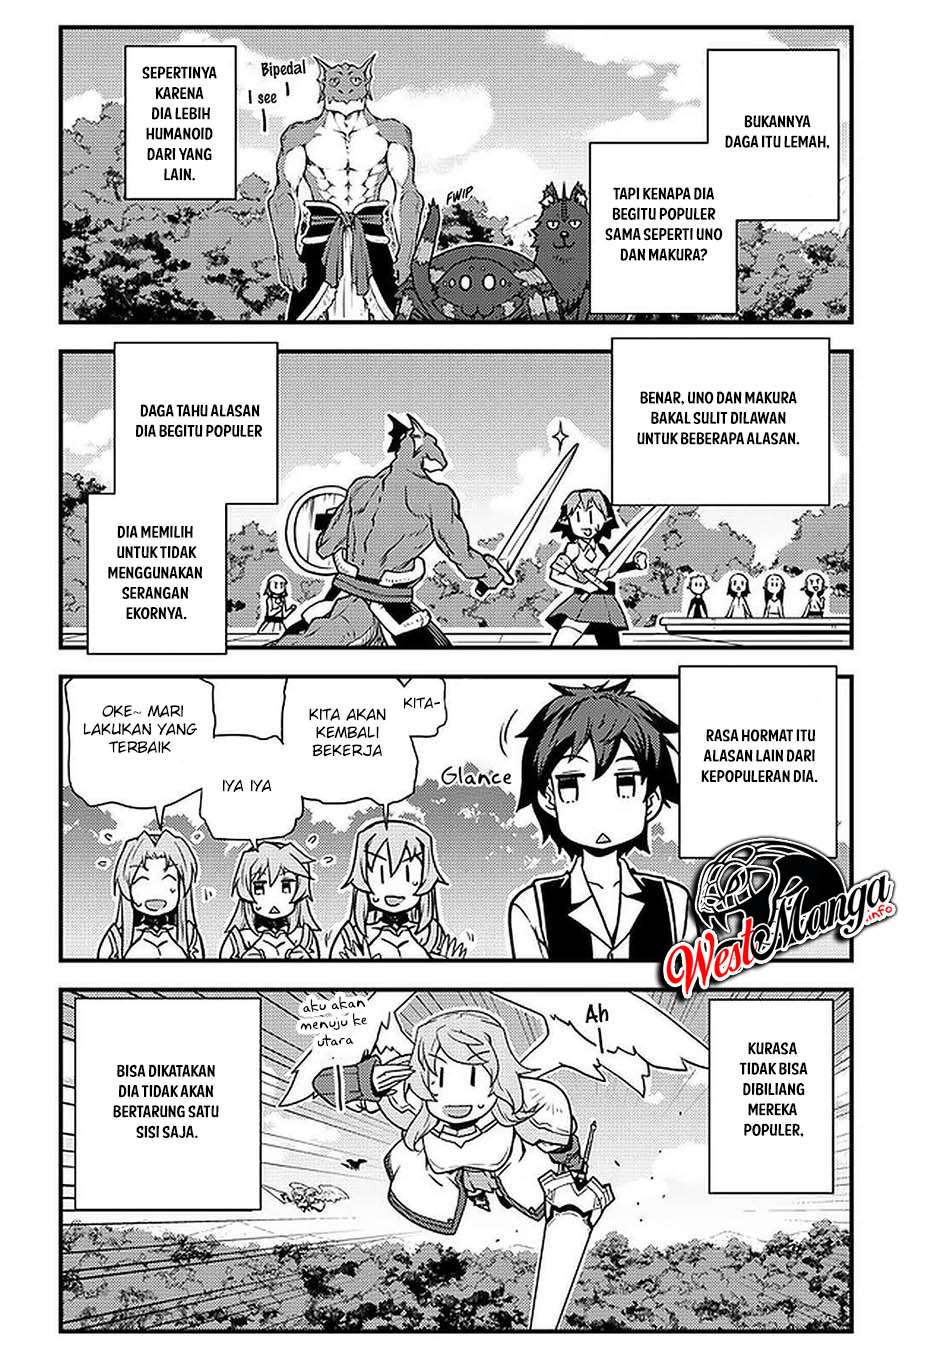 BUKANNYA
DAGA ITU LEMAH,
TAPI KENAPA DIA
BEGITU POPULER
SAMA SEPERTI UNO
DAN MAKURA?
SEPERTINYA
KARENA
DIA LEBIH
HUMANOID
DARI YANG
LAIN.
Bipedal
I see
FWIP
BENAR, UNO DAN MAKURA
BAKAL SULIT DILAWAN
UNTUK BEBERAPA ALASAN.
DAGA TAHU ALASAN
DIA BEGITU POPULER
DIA MEMILIH
UNTUK TIDAK
MENGGUNAKAN
SERANGAN
EKORNYA.
RASA HORMAT ITU
ALASAN LAIN DARI
KEPOPULERAN DIA.
Glance
KITA-
KITA AKAN
KEMBALI
BEKERJA
IYA IYA
OKE~ MARI
LAKUKAN YANG
TERBAIK
WestManga
.info
KURASA
TIDAK BISA
DIBILANG
MEREKA
POPULER,
Ah
aku akan
menuju ke
utara
BISA DIKATAKAN
DIA TIDAK AKAN
BERTARUNG SATU
SISI SAJA.